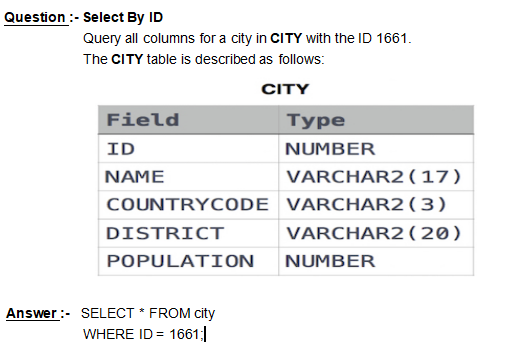 Question :- Select By ID
Query all columns for a city in CITY with the ID 1661.
The CITY table is described as follows:
CITY
Field Type
ID NUMBER
NAME VARCHAR2(17)
COUNTRYCODE VARCHAR2(3)
DISTRICT VARCHAR2(20)
POPULATION NUMBER
Answer :- SELECT * FROM city
WHERE ID = 1661;